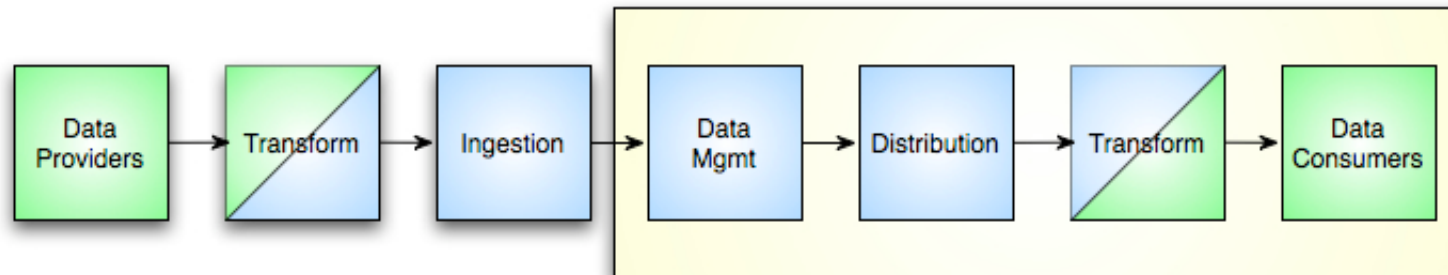 Data
Providers
Transform
Ingestion
Data
Mgmt
Distribution
Transform
Data
Consumers